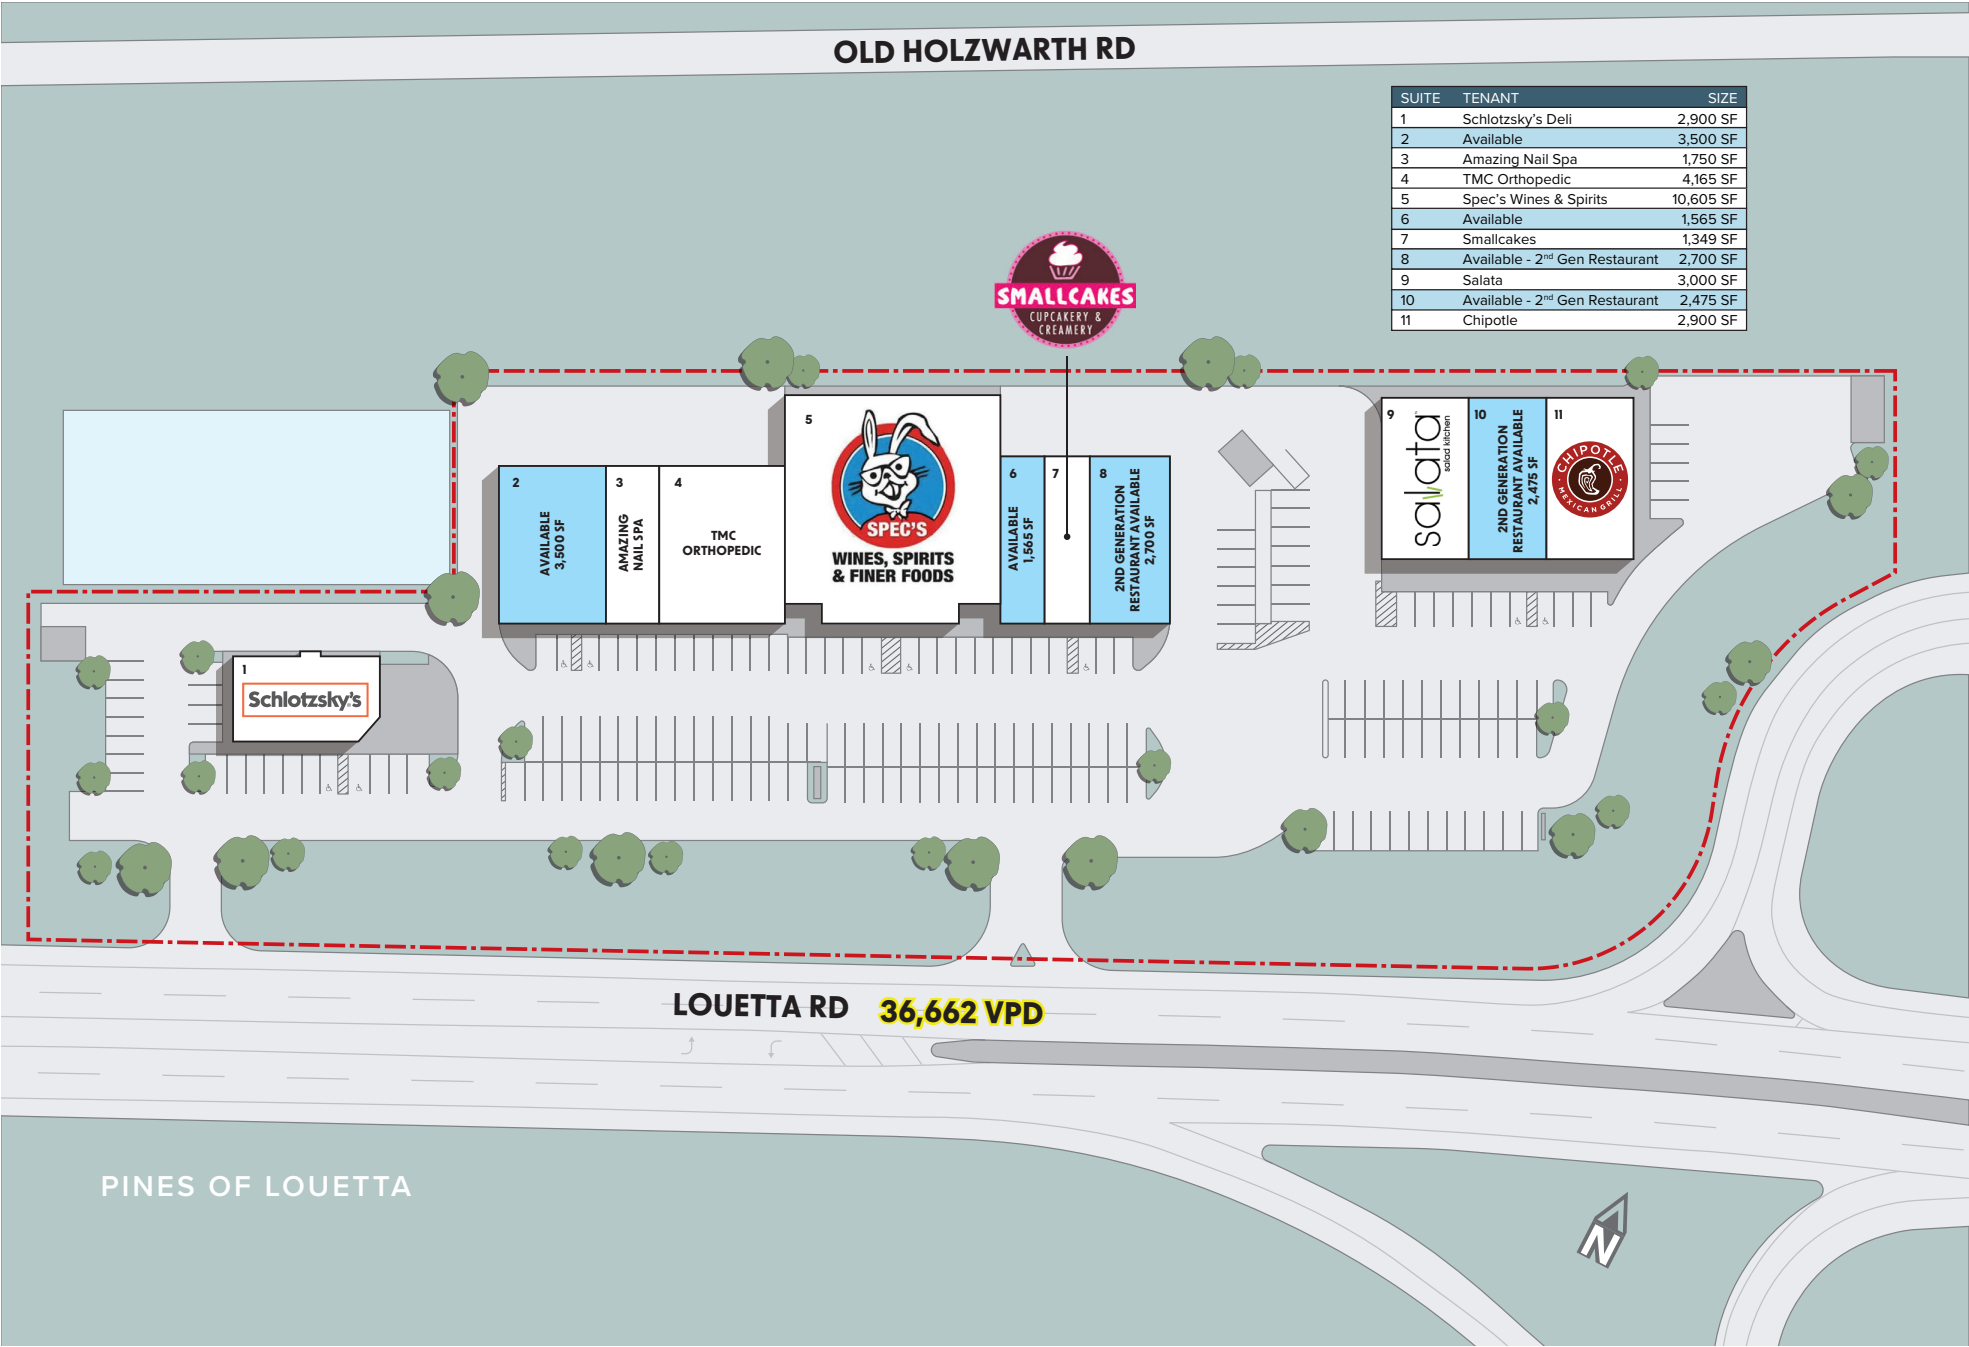 OLD HOLZWARTH RD
SUITE TENANT SIZE
1 Schlotzsky's Deli 2,900 SF
2 Available 3,500 SF
3 Amazing Nail Spa 1,750 SF
4 TMC Orthopedic 4,165 SF
5 Spec's Wines & Spirits 10,605 SF
6 Available 1,565 SF
7 Smallcakes 1,349 SF
8 Available - 2nd Gen Restaurant 2,700 SF
9 Salata 3,000 SF
10 Available - 2nd Gen Restaurant 2,475 SF
11 Chipotle 2,900 SF
SMALLCAKES
CUPCAKERY &
CREAMERY
2
AVAILABLE
3,500 SF
3
AMAZING
NAIL SPA
4
TMC
ORTHOPEDIC
5
SPEC'S
WINES, SPIRITS
& FINER FOODS
6
AVAILABLE
1,565 SF
7
8
2ND GENERATION
RESTAURANT AVAILABLE
2,700 SF
9
salata
salad kitchen
10
2ND GENERATION
RESTAURANT AVAILABLE
2,475 SF
11
CHIPOTLE
MEXICAN GRILL
1
Schlotzsky's
LOUETTA RD 36,662 VPD
PINES OF LOUETTA
N